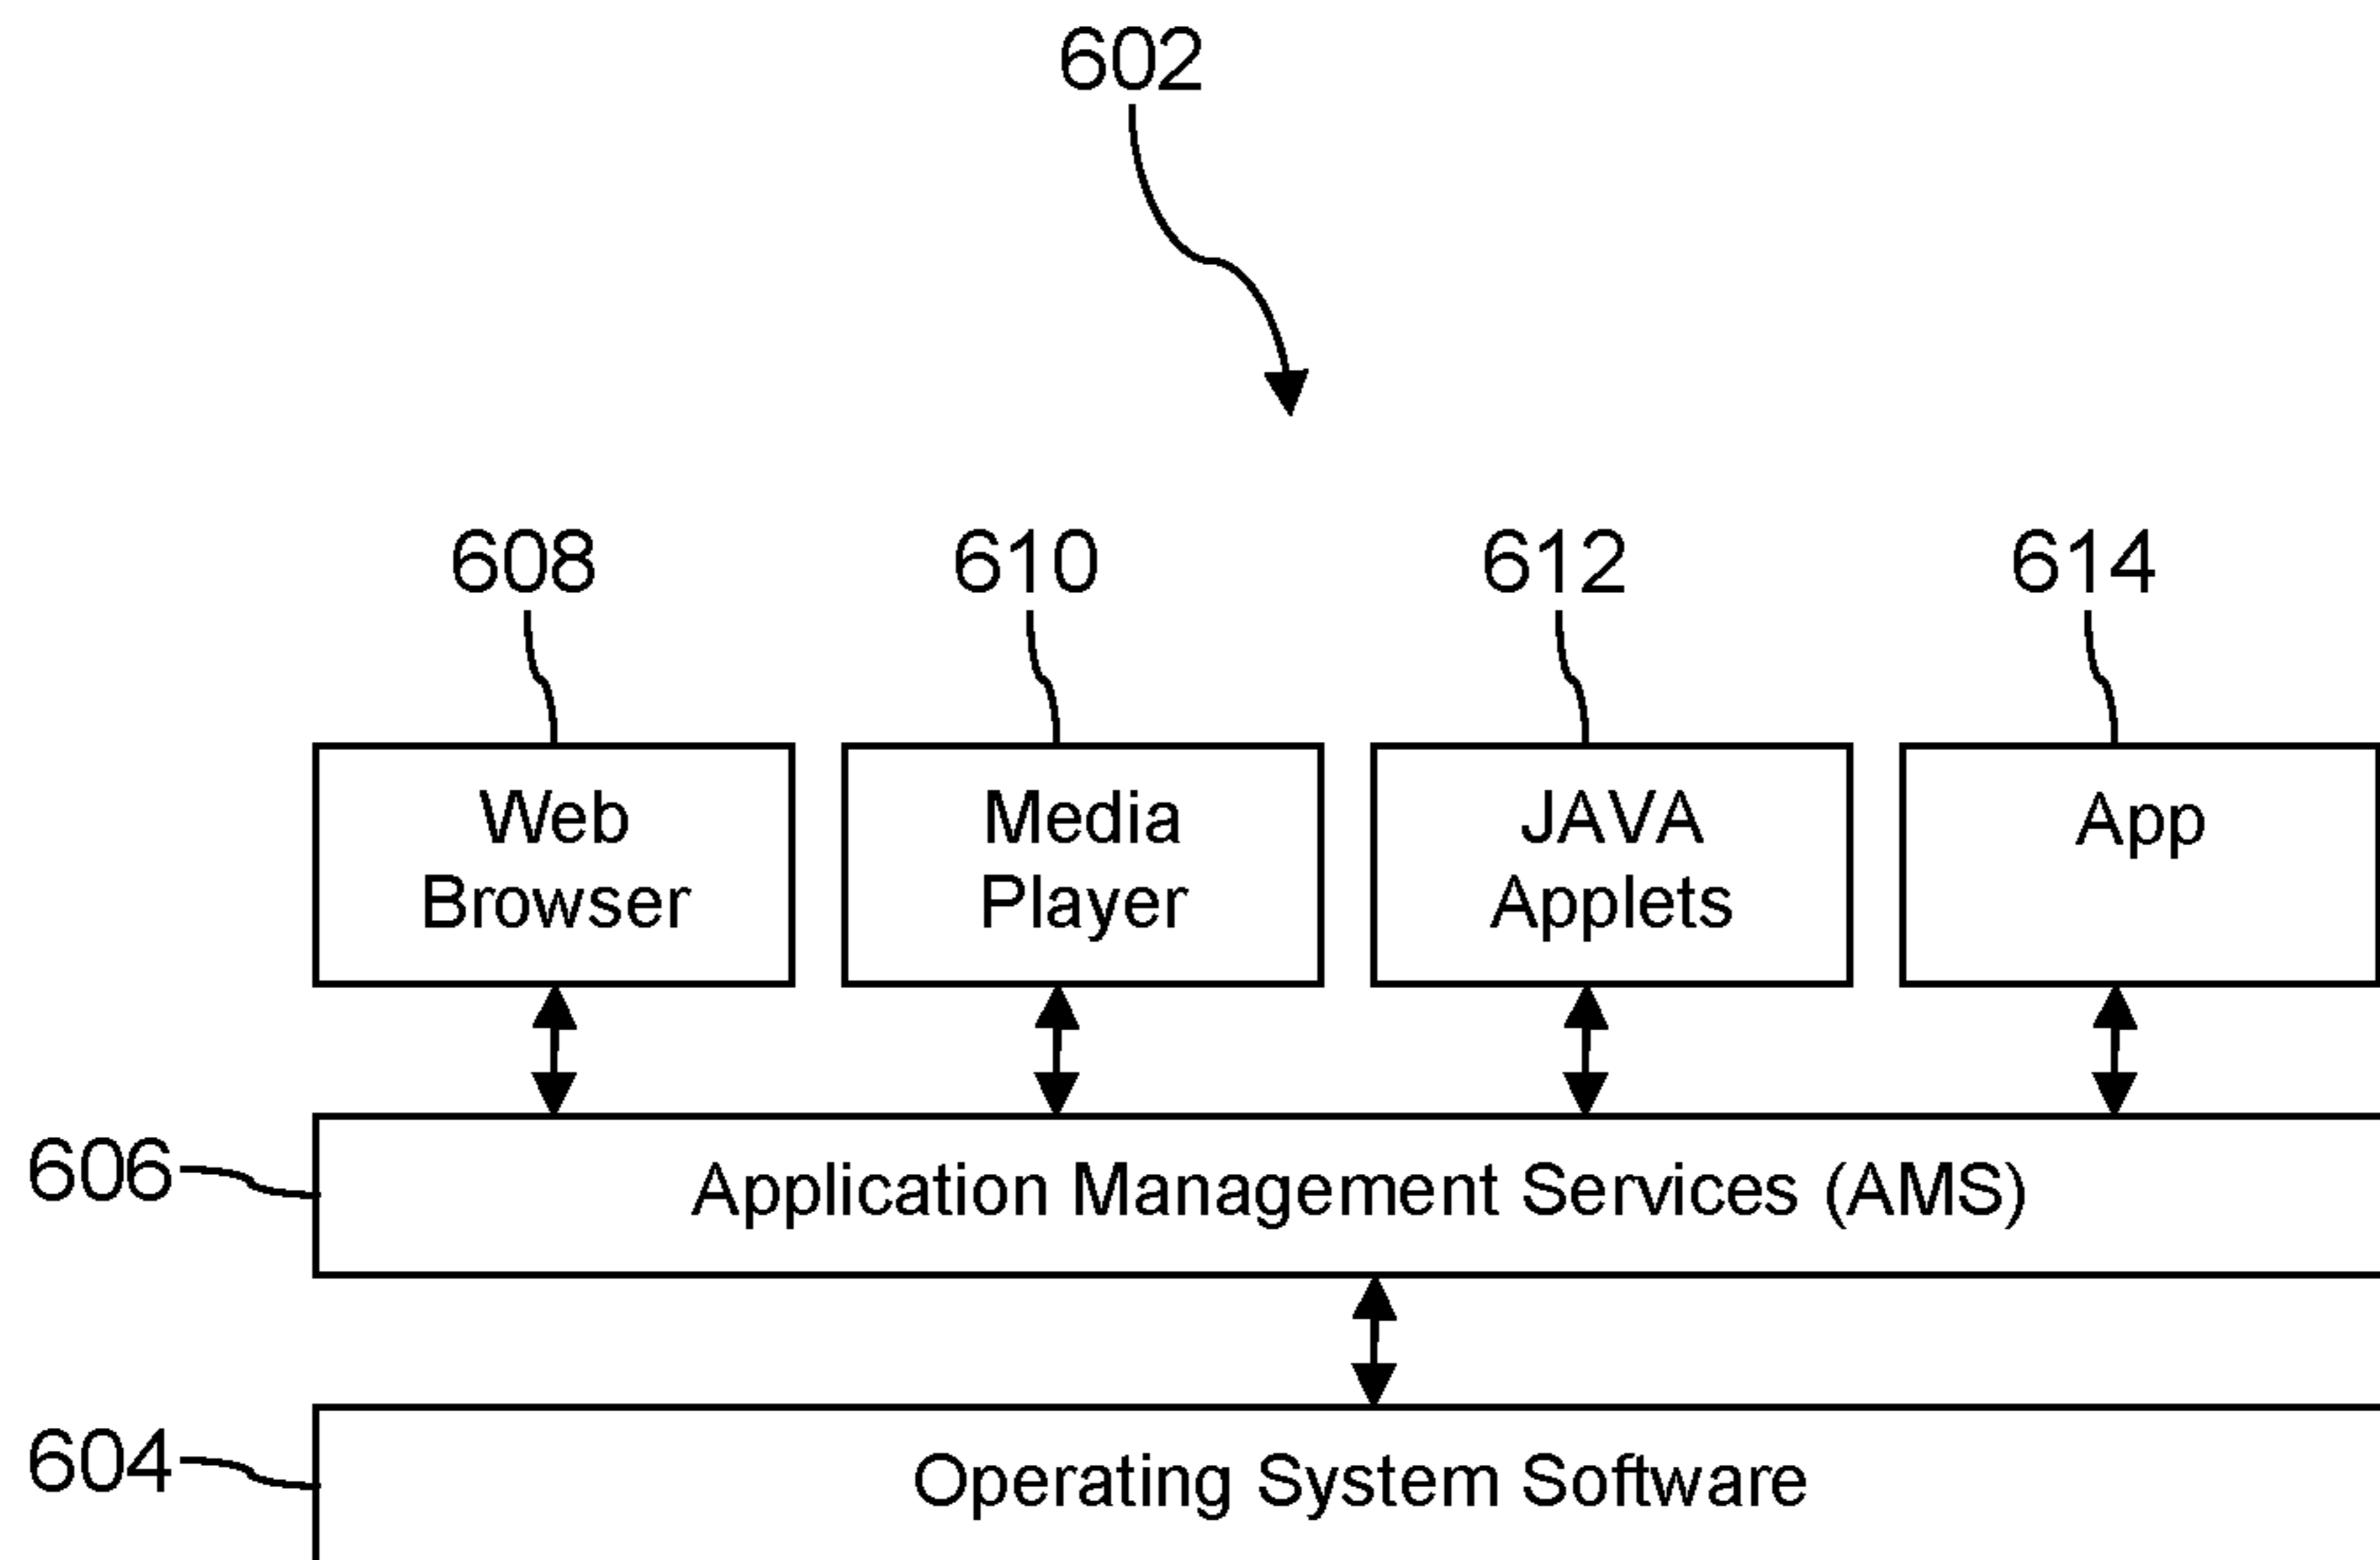 602
608
610
612
614
Web
Browser
Media
Player
JAVA
Applets
App
606
Application Management Services (AMS)
604
Operating System Software